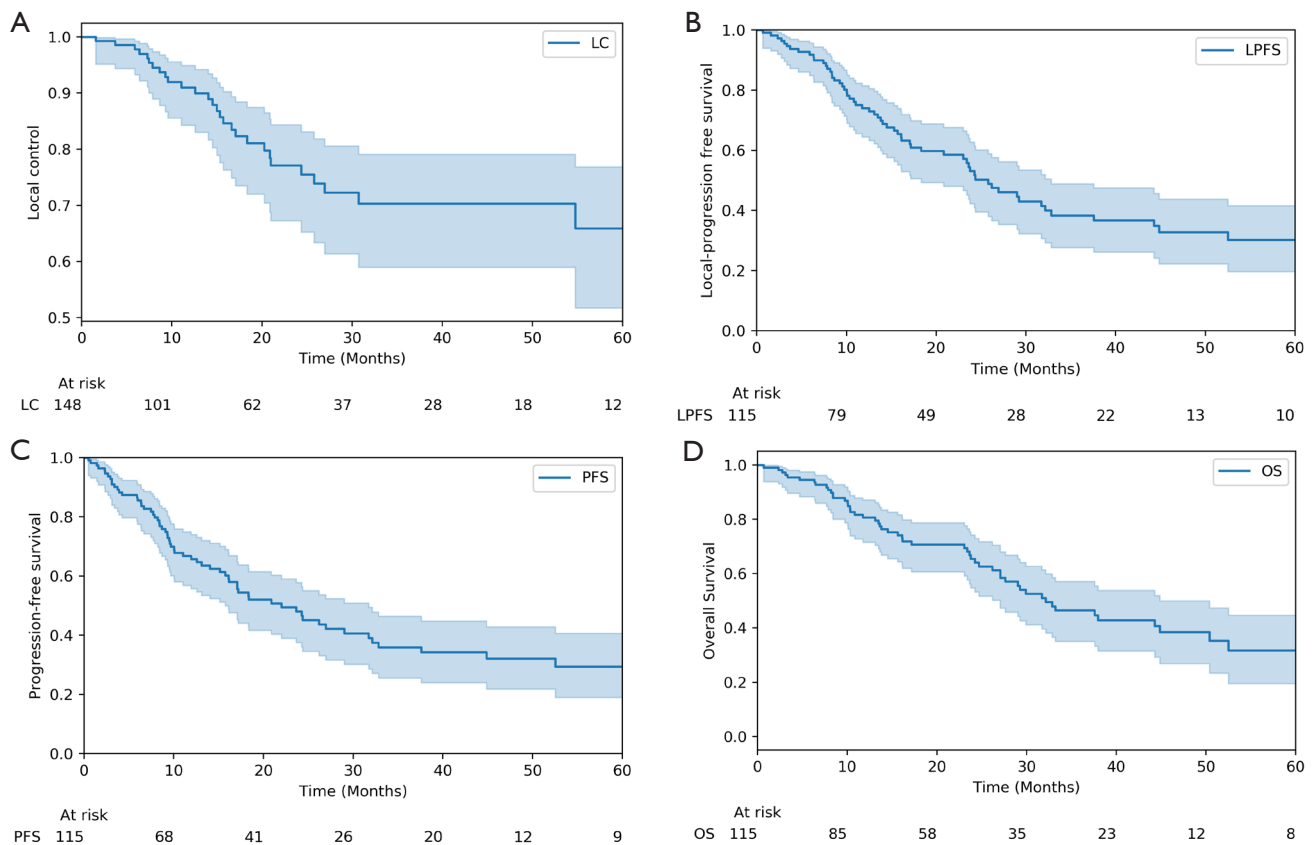 A
1.0
0.9
0.8
0.7
0.6
0.5
Local control
LC
0 10 20 30 40 50 60
Time (Months)
At risk
LC 148 101 62 37 28 18 12
B
1.0
0.8
0.6
0.4
0.2
0.0
Local-progression free survival
LPFS
0 10 20 30 40 50 60
Time (Months)
At risk
LPFS 115 79 49 28 22 13 10
C
1.0
0.8
0.6
0.4
0.2
0.0
Progression-free survival
PFS
0 10 20 30 40 50 60
Time (Months)
At risk
PFS 115 68 41 26 20 12 9
D
1.0
0.8
0.6
0.4
0.2
0.0
Overall Survival
OS
0 10 20 30 40 50 60
Time (Months)
At risk
OS 115 85 58 35 23 12 8